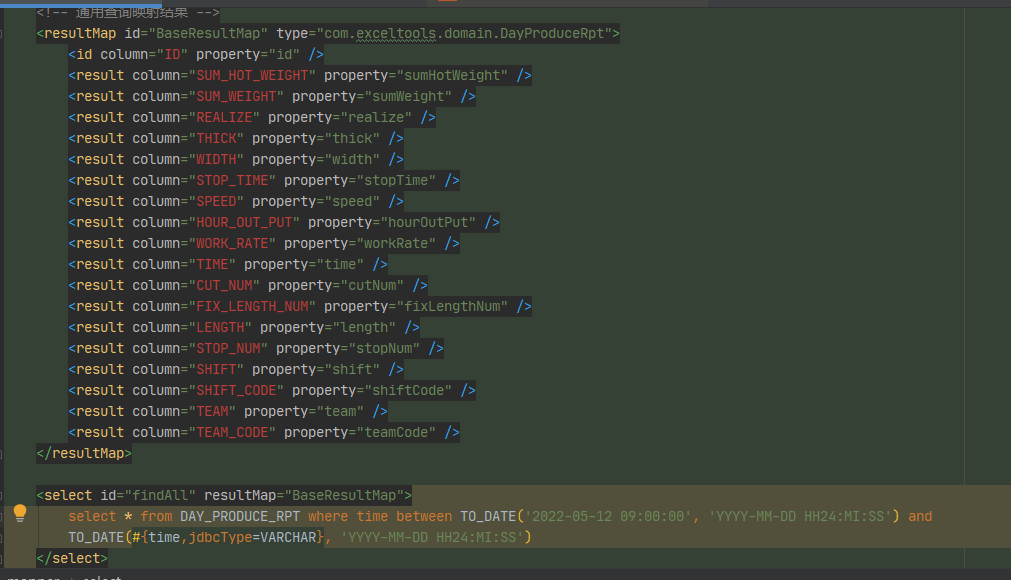 <!-- 通用查询映射结果 -->
<resultMap id="BaseResultMap" type="com.exceltools.domain.DayProduceRpt">
<id column="ID" property="id" />
<result column="SUM_HOT_WEIGHT" property="sumHotWeight" />
<result column="SUM_WEIGHT" property="sumWeight" />
<result column="REALIZE" property="realize" />
<result column="THICK" property="thick" />
<result column="WIDTH" property="width" />
<result column="STOP_TIME" property="stopTime" />
<result column="SPEED" property="speed" />
<result column="HOUR_OUT_PUT" property="hourOutPut" />
<result column="WORK_RATE" property="workRate" />
<result column="TIME" property="time" />
<result column="CUT_NUM" property="cutNum" />
<result column="FIX_LENGTH_NUM" property="fixLengthNum" />
<result column="LENGTH" property="length" />
<result column="STOP_NUM" property="stopNum" />
<result column="SHIFT" property="shift" />
<result column="SHIFT_CODE" property="shiftCode" />
<result column="TEAM" property="team" />
<result column="TEAM_CODE" property="teamCode" />
</resultMap>
<select id="findAll" resultMap="BaseResultMap">
select * from DAY_PRODUCE_RPT where time between TO_DATE('2022-05-12 09:00:00', 'YYYY-MM-DD HH24:MI:SS') and
TO_DATE(#{time,jdbcType=VARCHAR}, 'YYYY-MM-DD HH24:MI:SS')
</select>